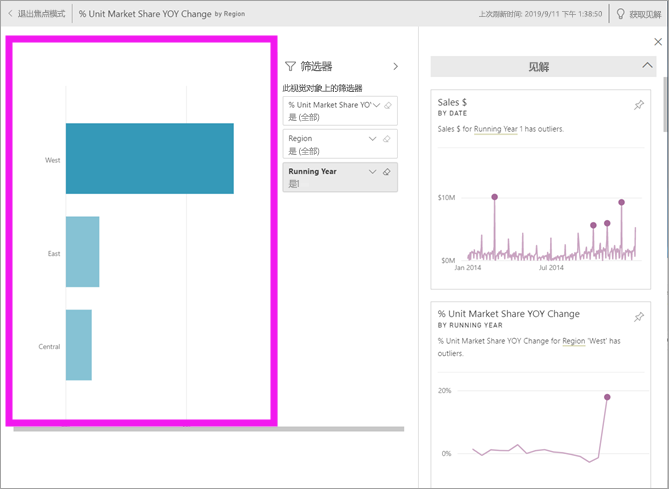 退出焦点模式
% Unit Market Share YOY Change by Region
上次刷新时间: 2019/9/11 下午 1:38:50
获取见解
West
East
Central
筛选器
此视觉对象上的筛选器
% Unit Market Share YO
是 (全部)
Region
是 (全部)
Running Year
是1
见解
Sales $
BY DATE
Sales $ for Running Year 1 has outliers.
$10M
$0M
Jan 2014
Jul 2014
% Unit Market Share YOY Change
BY RUNNING YEAR
% Unit Market Share YOY Change for Region 'West' has
outliers.
20%
0%